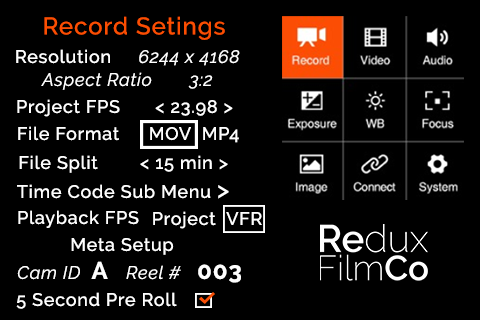 Record Setings
Resolution 6244 x 4168
Aspect Ratio 3:2
Project FPS < 23.98 >
File Format MOV MP4
File Split < 15 min >
Time Code Sub Menu >
Playback FPS Project VFR
Meta Setup
Cam ID A Reel # 003
5 Second Pre Roll
Record Video Audio
Exposure WB Focus
Image Connect System
Redux
FilmCo